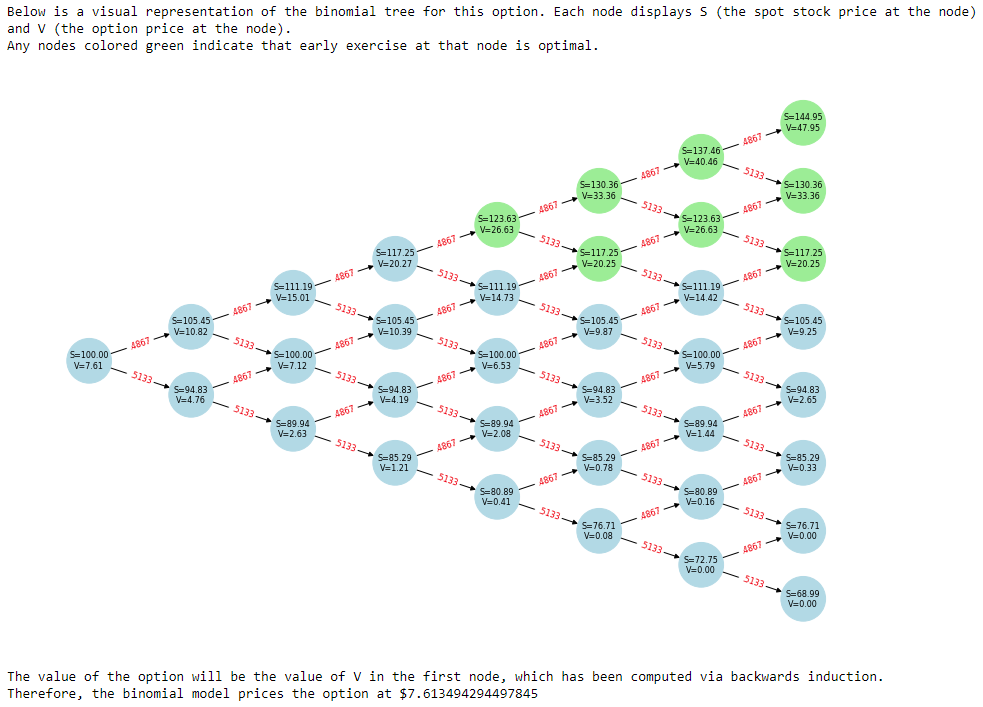 Below is a visual representation of the binomial tree for this option. Each node displays S (the spot stock price at the node)
and V (the option price at the node).
Any nodes colored green indicate that early exercise at that node is optimal.
S=100.00
V=7.61
4867
5133
S=105.45
V=10.82
4867
5133
S=94.83
V=4.76
4867
5133
S=111.19
V=15.01
4867
5133
S=100.00
V=7.12
4867
5133
S=89.94
V=2.63
4867
5133
S=117.25
V=20.27
4867
5133
S=105.45
V=10.39
4867
5133
S=94.83
V=4.19
4867
5133
S=85.29
V=1.21
4867
5133
S=123.63
V=26.63
4867
5133
S=111.19
V=14.73
4867
5133
S=100.00
V=6.53
4867
5133
S=89.94
V=2.08
4867
5133
S=80.89
V=0.41
4867
5133
S=130.36
V=33.36
4867
5133
S=117.25
V=20.25
4867
5133
S=105.45
V=9.87
4867
5133
S=94.83
V=3.52
4867
5133
S=85.29
V=0.78
4867
5133
S=76.71
V=0.08
4867
5133
S=137.46
V=40.46
4867
5133
S=123.63
V=26.63
4867
5133
S=111.19
V=14.42
4867
5133
S=100.00
V=5.79
4867
5133
S=89.94
V=1.44
4867
5133
S=80.89
V=0.16
4867
5133
S=72.75
V=0.00
4867
5133
S=144.95
V=47.95
S=130.36
V=33.36
S=117.25
V=20.25
S=105.45
V=9.25
S=94.83
V=2.65
S=85.29
V=0.33
S=76.71
V=0.00
S=68.99
V=0.00
The value of the option will be the value of V in the first node, which has been computed via backwards induction.
Therefore, the binomial model prices the option at $7.613494294497845